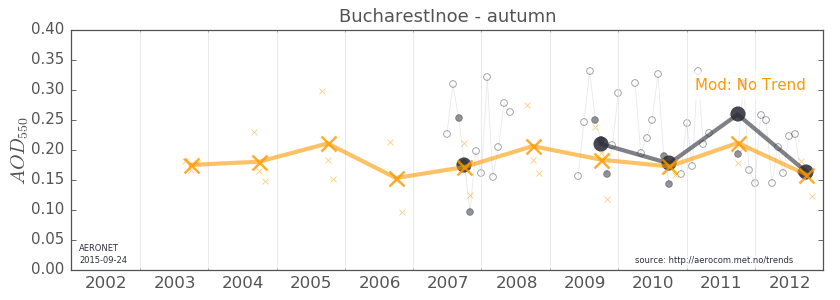 BucharestInoe - autumn
0.40
0.35
0.30
0.25
0.20
0.15
0.10
0.05
0.00
AOD550
Mod: No Trend
AERONET
2015-09-24
source: http://aerocom.met.no/trends
2002 2003 2004 2005 2006 2007 2008 2009 2010 2011 2012